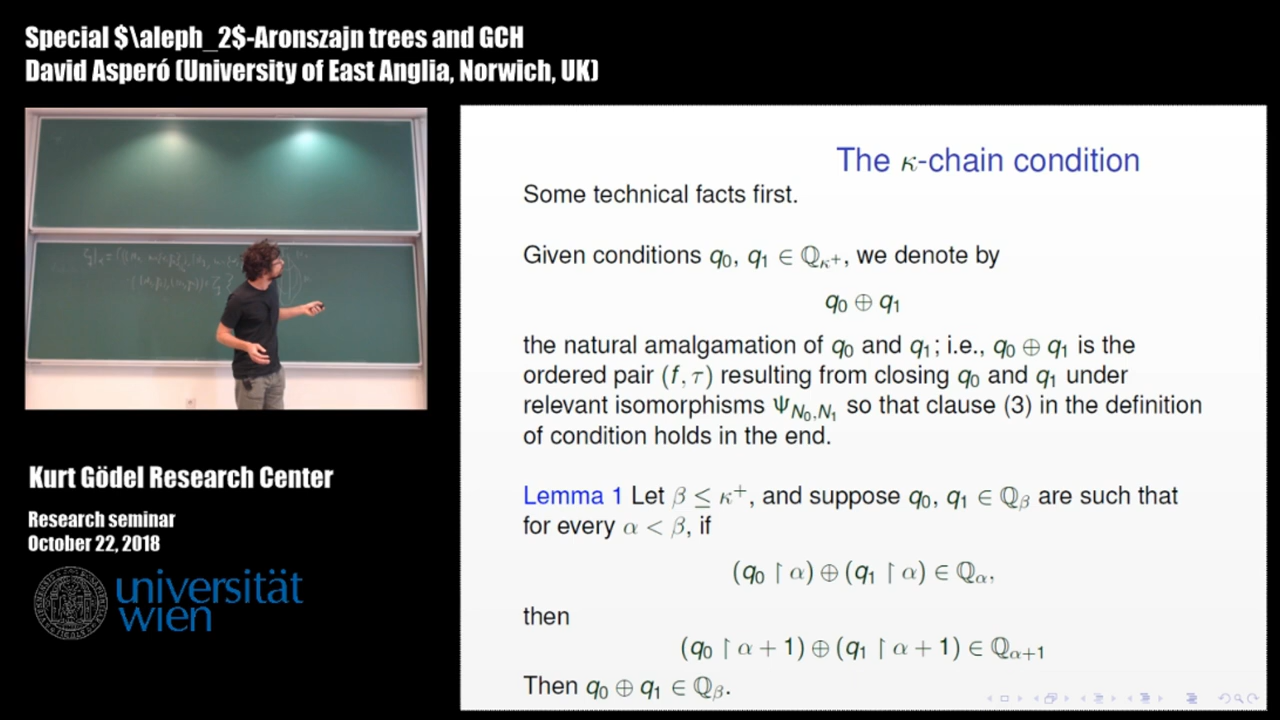 Special $\aleph_2$-Aronszajn trees and GCH
David Asperó (University of East Anglia, Norwich, UK)
The κ-chain condition
Some technical facts first.
Given conditions q₀, q₁ ∈ ℚ_{κ⁺}, we denote by
q₀ ⊕ q₁
the natural amalgamation of q₀ and q₁; i.e., q₀ ⊕ q₁ is the
ordered pair (f, τ) resulting from closing q₀ and q₁ under
relevant isomorphisms Ψ_{N₀,N₁} so that clause (3) in the definition
of condition holds in the end.
Lemma 1 Let β ≤ κ⁺, and suppose q₀, q₁ ∈ ℚ_β are such that
for every α < β, if
(q₀ ↾ α) ⊕ (q₁ ↾ α) ∈ ℚ_α,
then
(q₀ ↾ α + 1) ⊕ (q₁ ↾ α + 1) ∈ ℚ_{α+1}
Then q₀ ⊕ q₁ ∈ ℚ_β.
Kurt Gödel Research Center
Research seminar
October 22, 2018
universität
wien